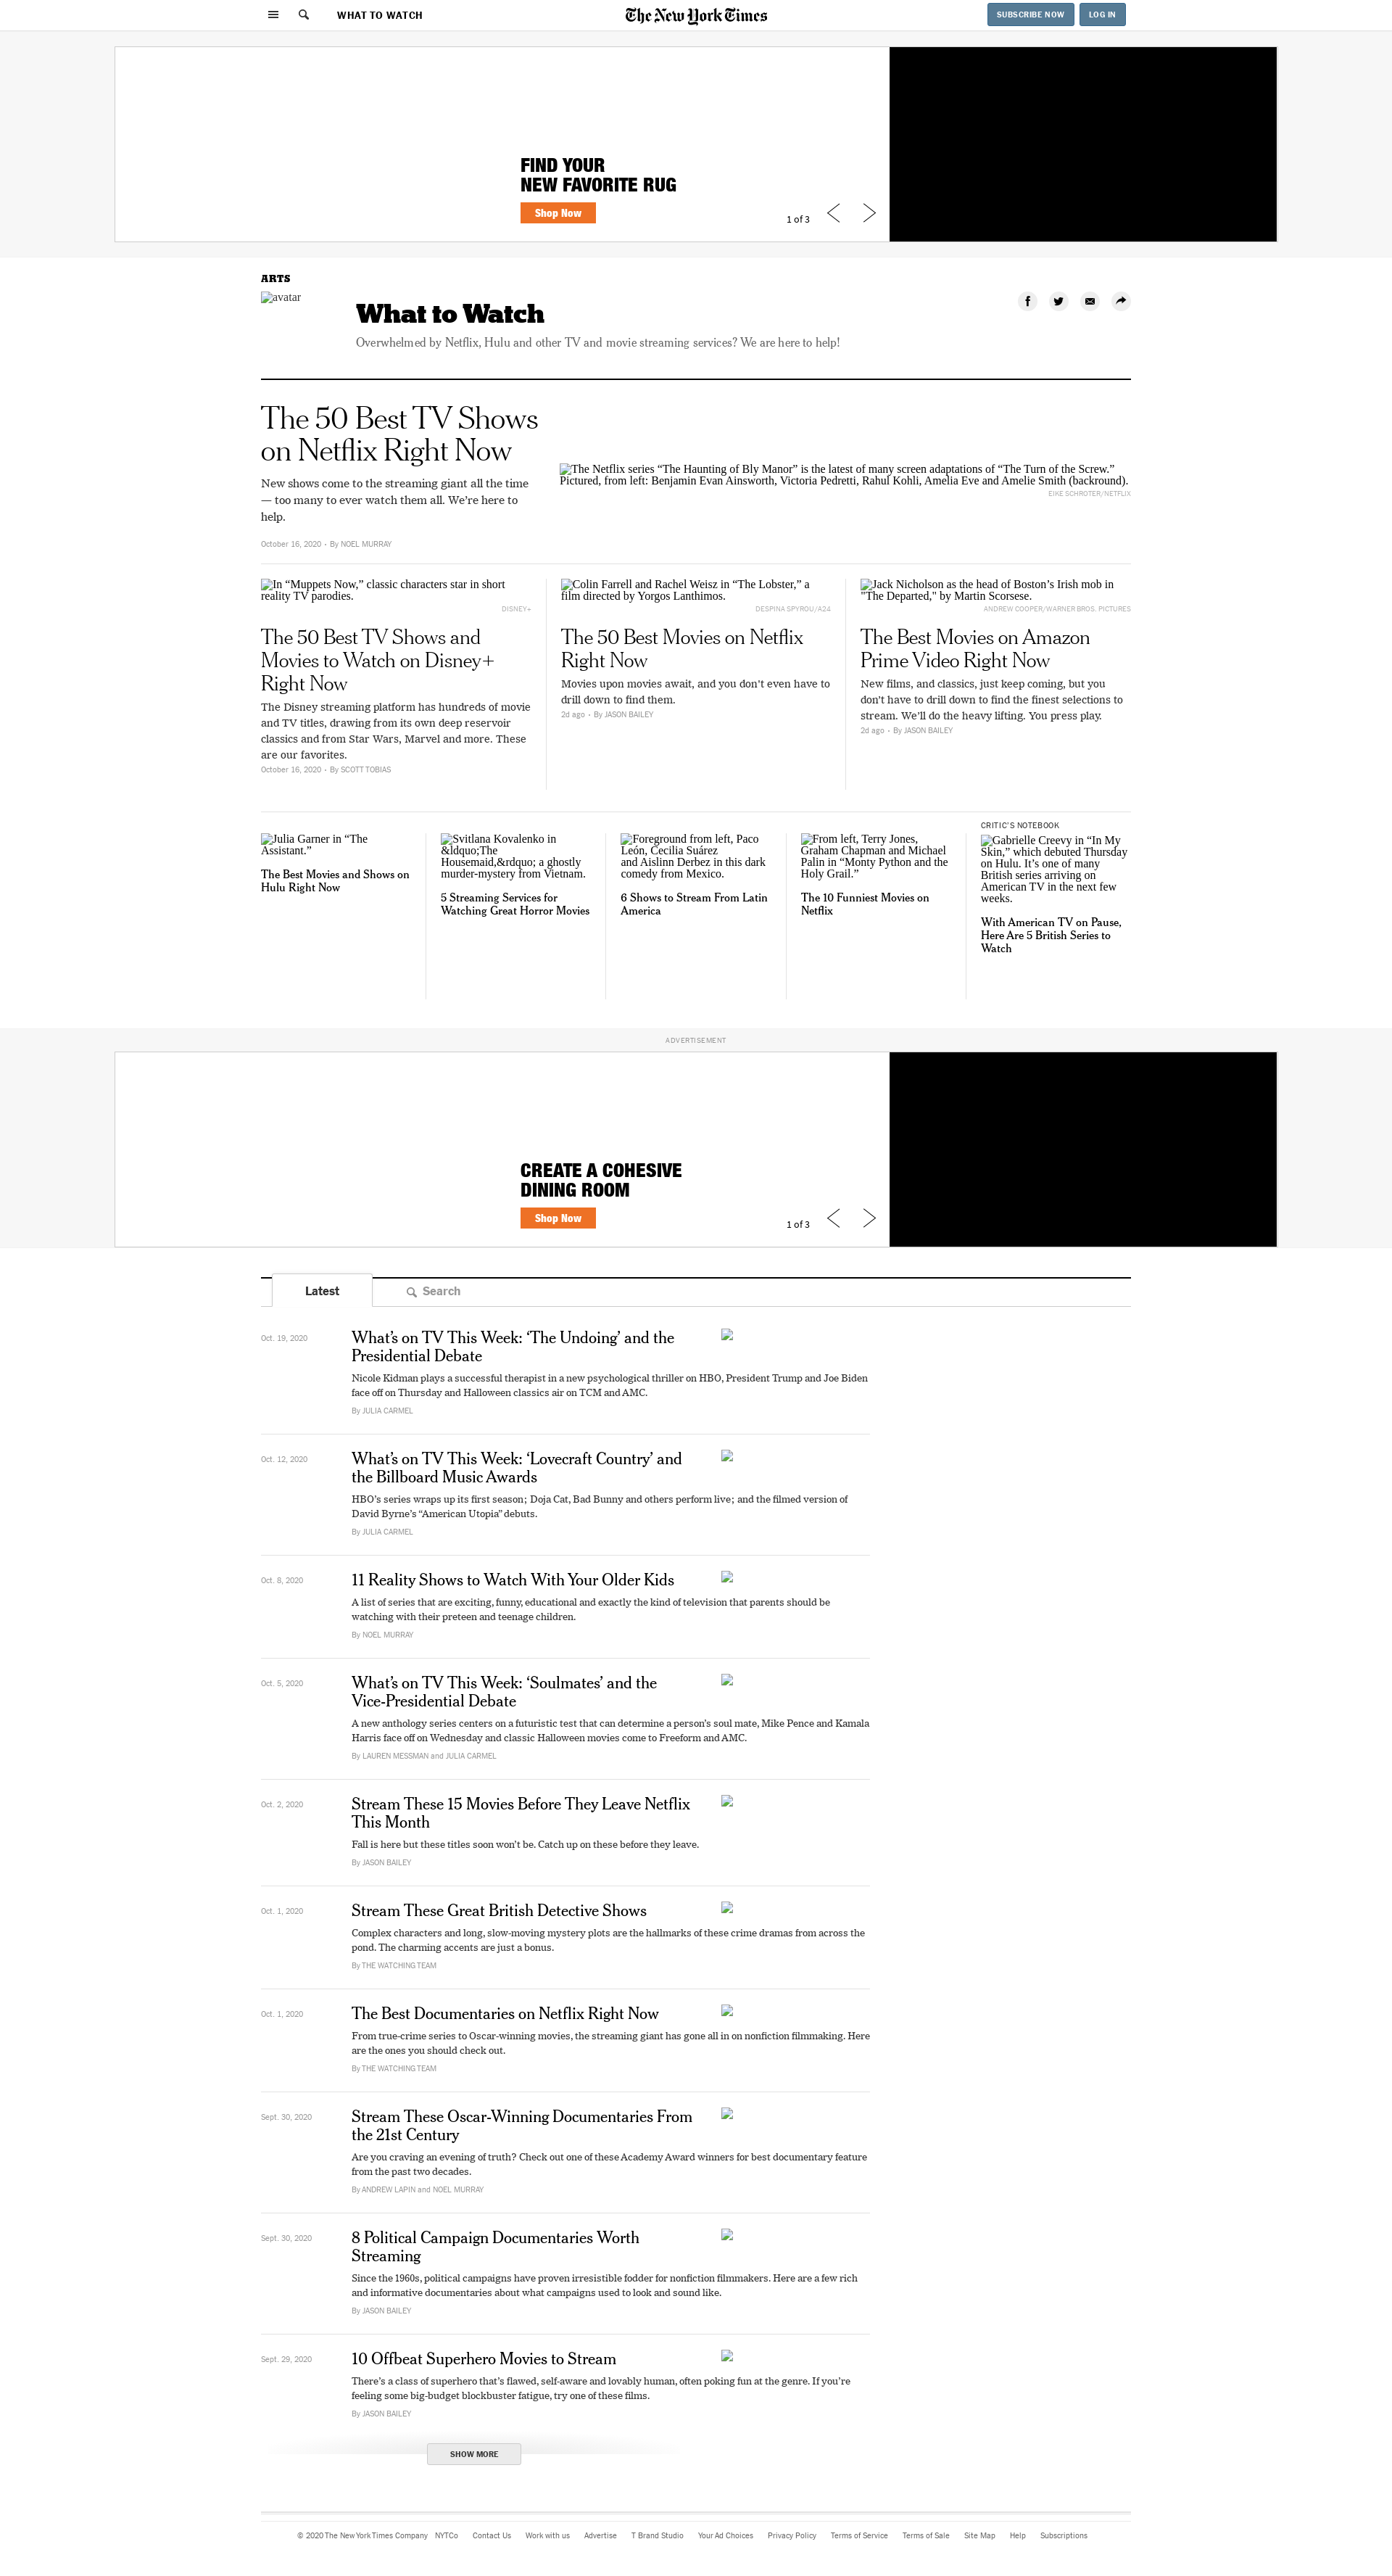 WHAT TO WATCH
The New York Times
SUBSCRIBE NOW
LOG IN
FIND YOUR
NEW FAVORITE RUG
Shop Now
1 of 3
ARTS
avatar
What to Watch
Overwhelmed by Netflix, Hulu and other TV and movie streaming services? We are here to help!
The 50 Best TV Shows
on Netflix Right Now
New shows come to the streaming giant all the time
— too many to ever watch them all. We’re here to
help.
October 16, 2020 • By NOEL MURRAY
The Netflix series “The Haunting of Bly Manor” is the latest of many screen adaptations of “The Turn of the Screw.”
Pictured, from left: Benjamin Evan Ainsworth, Victoria Pedretti, Rahul Kohli, Amelia Eve and Amelie Smith (backround).
EIKE SCHROTER/NETFLIX
In “Muppets Now,” classic characters star in short
reality TV parodies.
DISNEY+
The 50 Best TV Shows and
Movies to Watch on Disney+
Right Now
The Disney streaming platform has hundreds of movie
and TV titles, drawing from its own deep reservoir
classics and from Star Wars, Marvel and more. These
are our favorites.
October 16, 2020 • By SCOTT TOBIAS
Colin Farrell and Rachel Weisz in “The Lobster,” a
film directed by Yorgos Lanthimos.
DESPINA SPYROU/A24
The 50 Best Movies on Netflix
Right Now
Movies upon movies await, and you don't even have to
drill down to find them.
2d ago • By JASON BAILEY
Jack Nicholson as the head of Boston’s Irish mob in
"The Departed," by Martin Scorsese.
ANDREW COOPER/WARNER BROS. PICTURES
The Best Movies on Amazon
Prime Video Right Now
New films, and classics, just keep coming, but you
don’t have to drill down to find the finest selections to
stream. We’ll do the heavy lifting. You press play.
2d ago • By JASON BAILEY
Julia Garner in “The
Assistant.”
The Best Movies and Shows on
Hulu Right Now
Svitlana Kovalenko in
&ldquo;The
Housemaid,&rdquo; a ghostly
murder-mystery from Vietnam.
5 Streaming Services for
Watching Great Horror Movies
Foreground from left, Paco
León, Cecilia Suárez
and Aislinn Derbez in this dark
comedy from Mexico.
6 Shows to Stream From Latin
America
From left, Terry Jones,
Graham Chapman and Michael
Palin in “Monty Python and the
Holy Grail.”
The 10 Funniest Movies on
Netflix
CRITIC’S NOTEBOOK
Gabrielle Creevy in “In My
Skin,” which debuted Thursday
on Hulu. It’s one of many
British series arriving on
American TV in the next few
weeks.
With American TV on Pause,
Here Are 5 British Series to
Watch
ADVERTISEMENT
CREATE A COHESIVE
DINING ROOM
Shop Now
1 of 3
Latest
Search
Oct. 19, 2020
What’s on TV This Week: ‘The Undoing’ and the
Presidential Debate
Nicole Kidman plays a successful therapist in a new psychological thriller on HBO, President Trump and Joe Biden
face off on Thursday and Halloween classics air on TCM and AMC.
By JULIA CARMEL
Oct. 12, 2020
What’s on TV This Week: ‘Lovecraft Country’ and
the Billboard Music Awards
HBO’s series wraps up its first season; Doja Cat, Bad Bunny and others perform live; and the filmed version of
David Byrne’s “American Utopia” debuts.
By JULIA CARMEL
Oct. 8, 2020
11 Reality Shows to Watch With Your Older Kids
A list of series that are exciting, funny, educational and exactly the kind of television that parents should be
watching with their preteen and teenage children.
By NOEL MURRAY
Oct. 5, 2020
What’s on TV This Week: ‘Soulmates’ and the
Vice-Presidential Debate
A new anthology series centers on a futuristic test that can determine a person’s soul mate, Mike Pence and Kamala
Harris face off on Wednesday and classic Halloween movies come to Freeform and AMC.
By LAUREN MESSMAN and JULIA CARMEL
Oct. 2, 2020
Stream These 15 Movies Before They Leave Netflix
This Month
Fall is here but these titles soon won’t be. Catch up on these before they leave.
By JASON BAILEY
Oct. 1, 2020
Stream These Great British Detective Shows
Complex characters and long, slow-moving mystery plots are the hallmarks of these crime dramas from across the
pond. The charming accents are just a bonus.
By THE WATCHING TEAM
Oct. 1, 2020
The Best Documentaries on Netflix Right Now
From true-crime series to Oscar-winning movies, the streaming giant has gone all in on nonfiction filmmaking. Here
are the ones you should check out.
By THE WATCHING TEAM
Sept. 30, 2020
Stream These Oscar-Winning Documentaries From
the 21st Century
Are you craving an evening of truth? Check out one of these Academy Award winners for best documentary feature
from the past two decades.
By ANDREW LAPIN and NOEL MURRAY
Sept. 30, 2020
8 Political Campaign Documentaries Worth
Streaming
Since the 1960s, political campaigns have proven irresistible fodder for nonfiction filmmakers. Here are a few rich
and informative documentaries about what campaigns used to look and sound like.
By JASON BAILEY
Sept. 29, 2020
10 Offbeat Superhero Movies to Stream
There’s a class of superhero that’s flawed, self-aware and lovably human, often poking fun at the genre. If you’re
feeling some big-budget blockbuster fatigue, try one of these films.
By JASON BAILEY
SHOW MORE
© 2020 The New York Times Company NYTCo Contact Us Work with us Advertise T Brand Studio Your Ad Choices Privacy Policy Terms of Service Terms of Sale Site Map Help Subscriptions